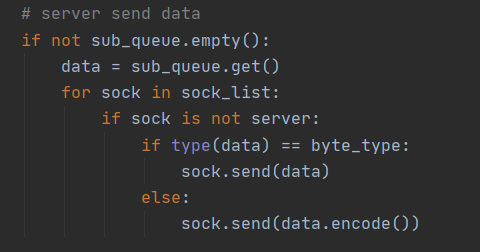 # server send data
if not sub_queue.empty():
    data = sub_queue.get()
    for sock in sock_list:
        if sock is not server:
            if type(data) == byte_type:
                sock.send(data)
            else:
                sock.send(data.encode())